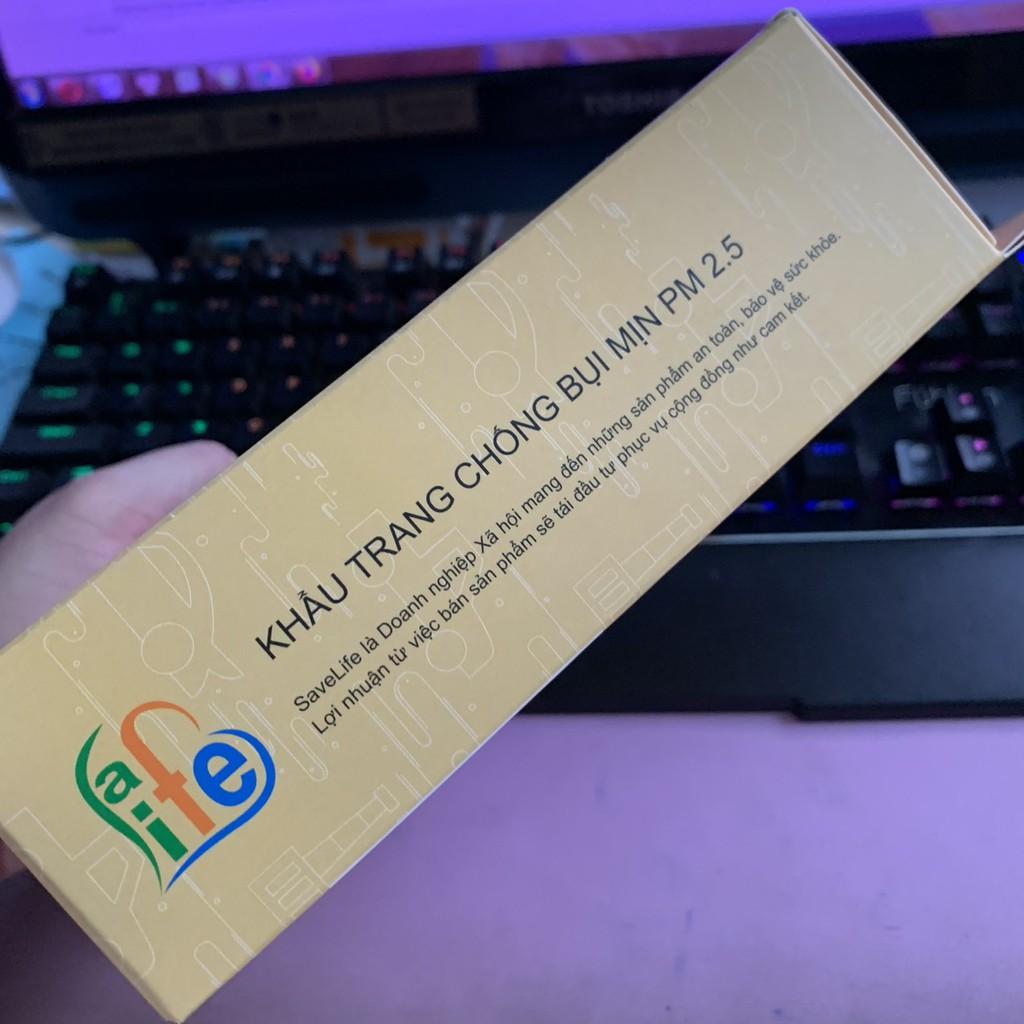 TOSHIBA
KHẨU TRANG CHỐNG BỤI MỊN PM 2.5
SaveLife là Doanh nghiệp Xã hội mang đến những sản phẩm an toàn, bảo vệ sức khỏe.
Lợi nhuận từ việc bán sản phẩm sẽ tái đầu tư phục vụ cộng đồng như cam kết.
afe
life